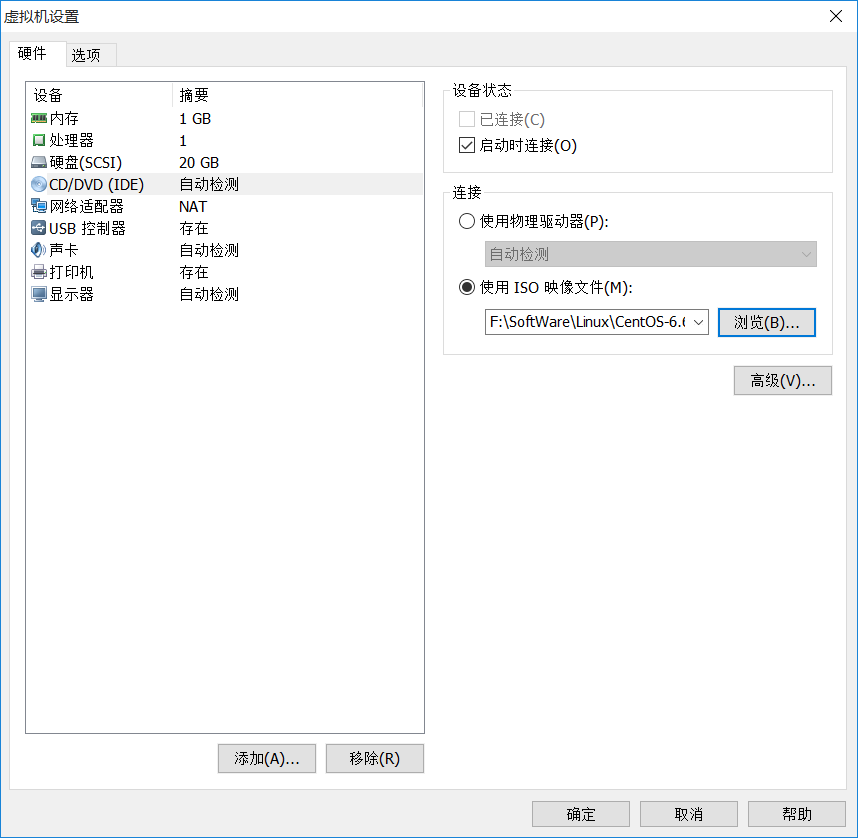 虚拟机设置
硬件 选项
设备 摘要
内存 1 GB
处理器 1
硬盘(SCSI) 20 GB
CD/DVD (IDE) 自动检测
网络适配器 NAT
USB 控制器 存在
声卡 自动检测
打印机 存在
显示器 自动检测
添加(A)... 移除(R)
设备状态
已连接(C)
启动时连接(O)
连接
使用物理驱动器(P):
自动检测
使用 ISO 映像文件(M):
F:\SoftWare\Linux\CentOS-6.6 浏览(B)...
高级(V)...
确定 取消 帮助